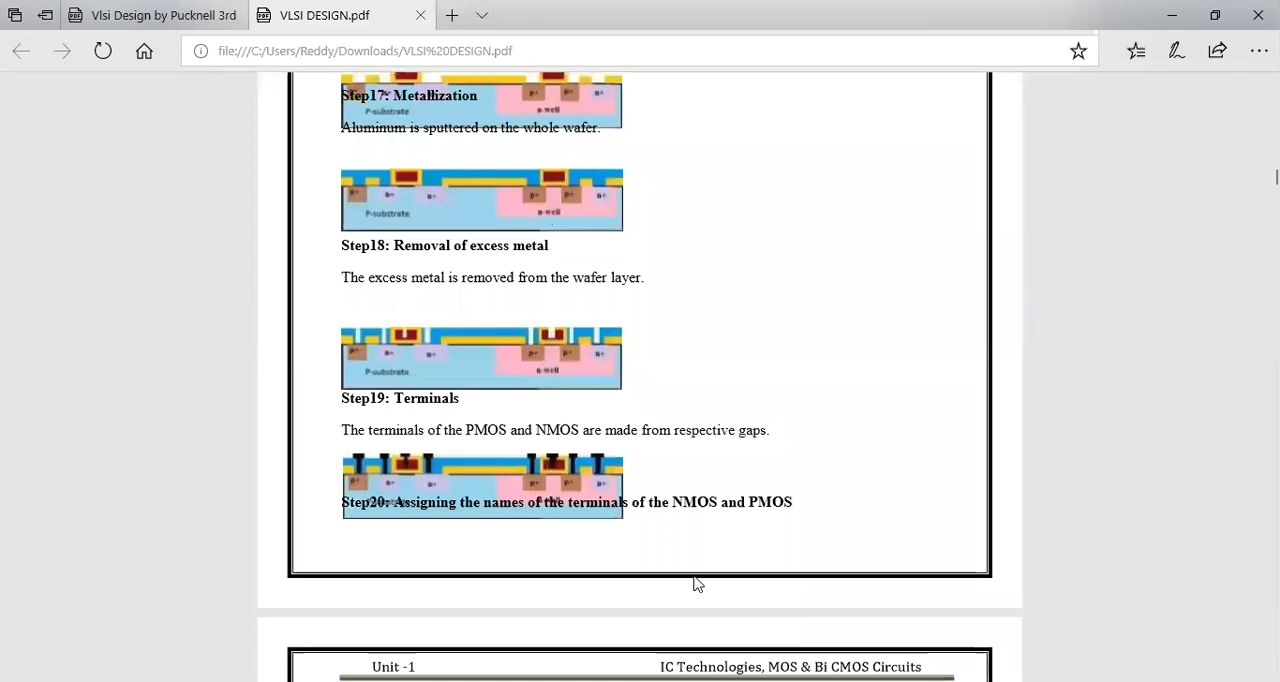 Vlsi Design by Pucknell 3rd
VLSI DESIGN.pdf
file:///C:/Users/Reddy/Downloads/VLSI%20DESIGN.pdf
Step17: Metallization
P+ P+ n+
P-substrate n-well
Aluminum is sputtered on the whole wafer.
P+ n+ n+ P+ P+ n+
P-substrate n-well
Step18: Removal of excess metal
The excess metal is removed from the wafer layer.
P+ n+ n+ P+ P+ n+
P-substrate n-well
Step19: Terminals
The terminals of the PMOS and NMOS are made from respective gaps.
P+ n+ n+ P+ P+ n+
Step20: Assigning the names of the terminals of the NMOS and PMOS
Unit -1 IC Technologies, MOS & Bi CMOS Circuits